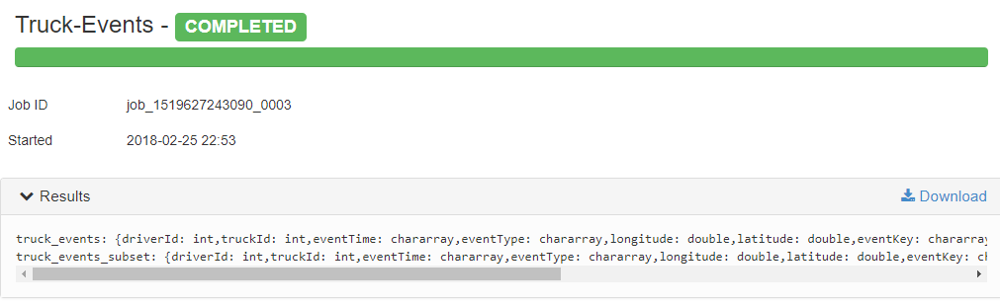 Truck-Events - COMPLETED
Job ID job_1519627243090_0003
Started 2018-02-25 22:53
Results Download
truck_events: {driverId: int,truckId: int,eventTime: chararray,eventType: chararray,longitude: double,latitude: double,eventKey: chararray
truck_events_subset: {driverId: int,truckId: int,eventTime: chararray,eventType: chararray,longitude: double,latitude: double,eventKey: